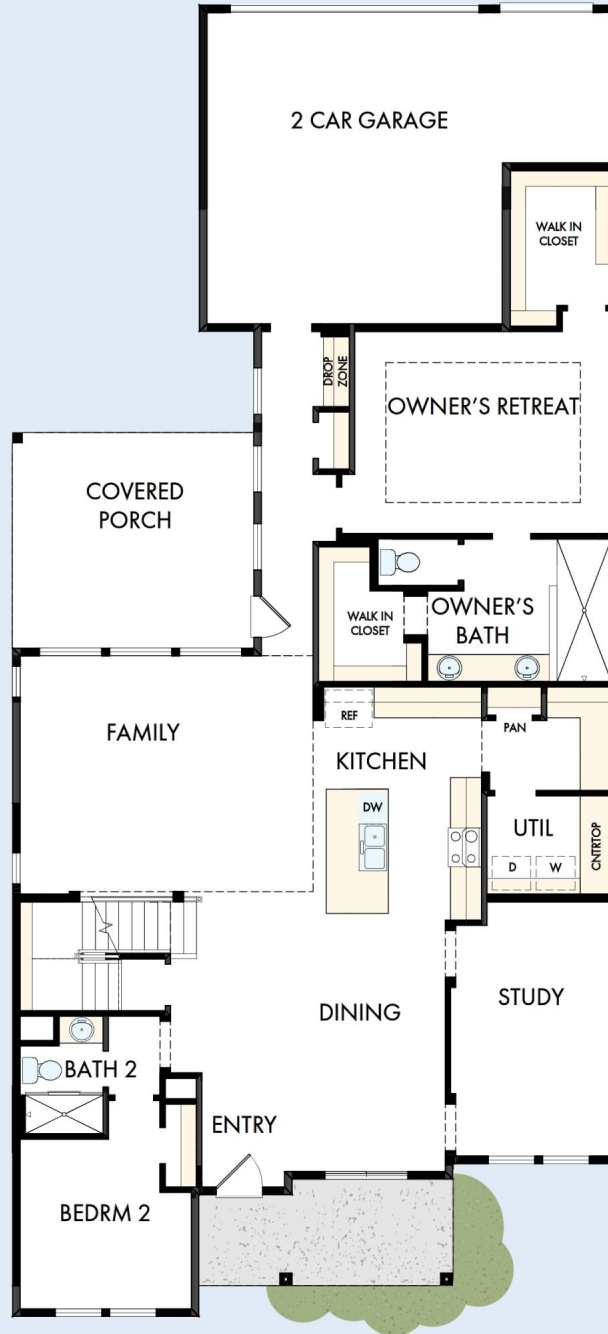 2 CAR GARAGE
WALK IN
CLOSET
DROP
ZONE
OWNER'S RETREAT
COVERED
PORCH
WALK IN
CLOSET
OWNER'S
BATH
REF
PAN
FAMILY
KITCHEN
DW
UTIL
CNTRTOP
D
W
STUDY
DINING
BATH 2
ENTRY
BEDRM 2